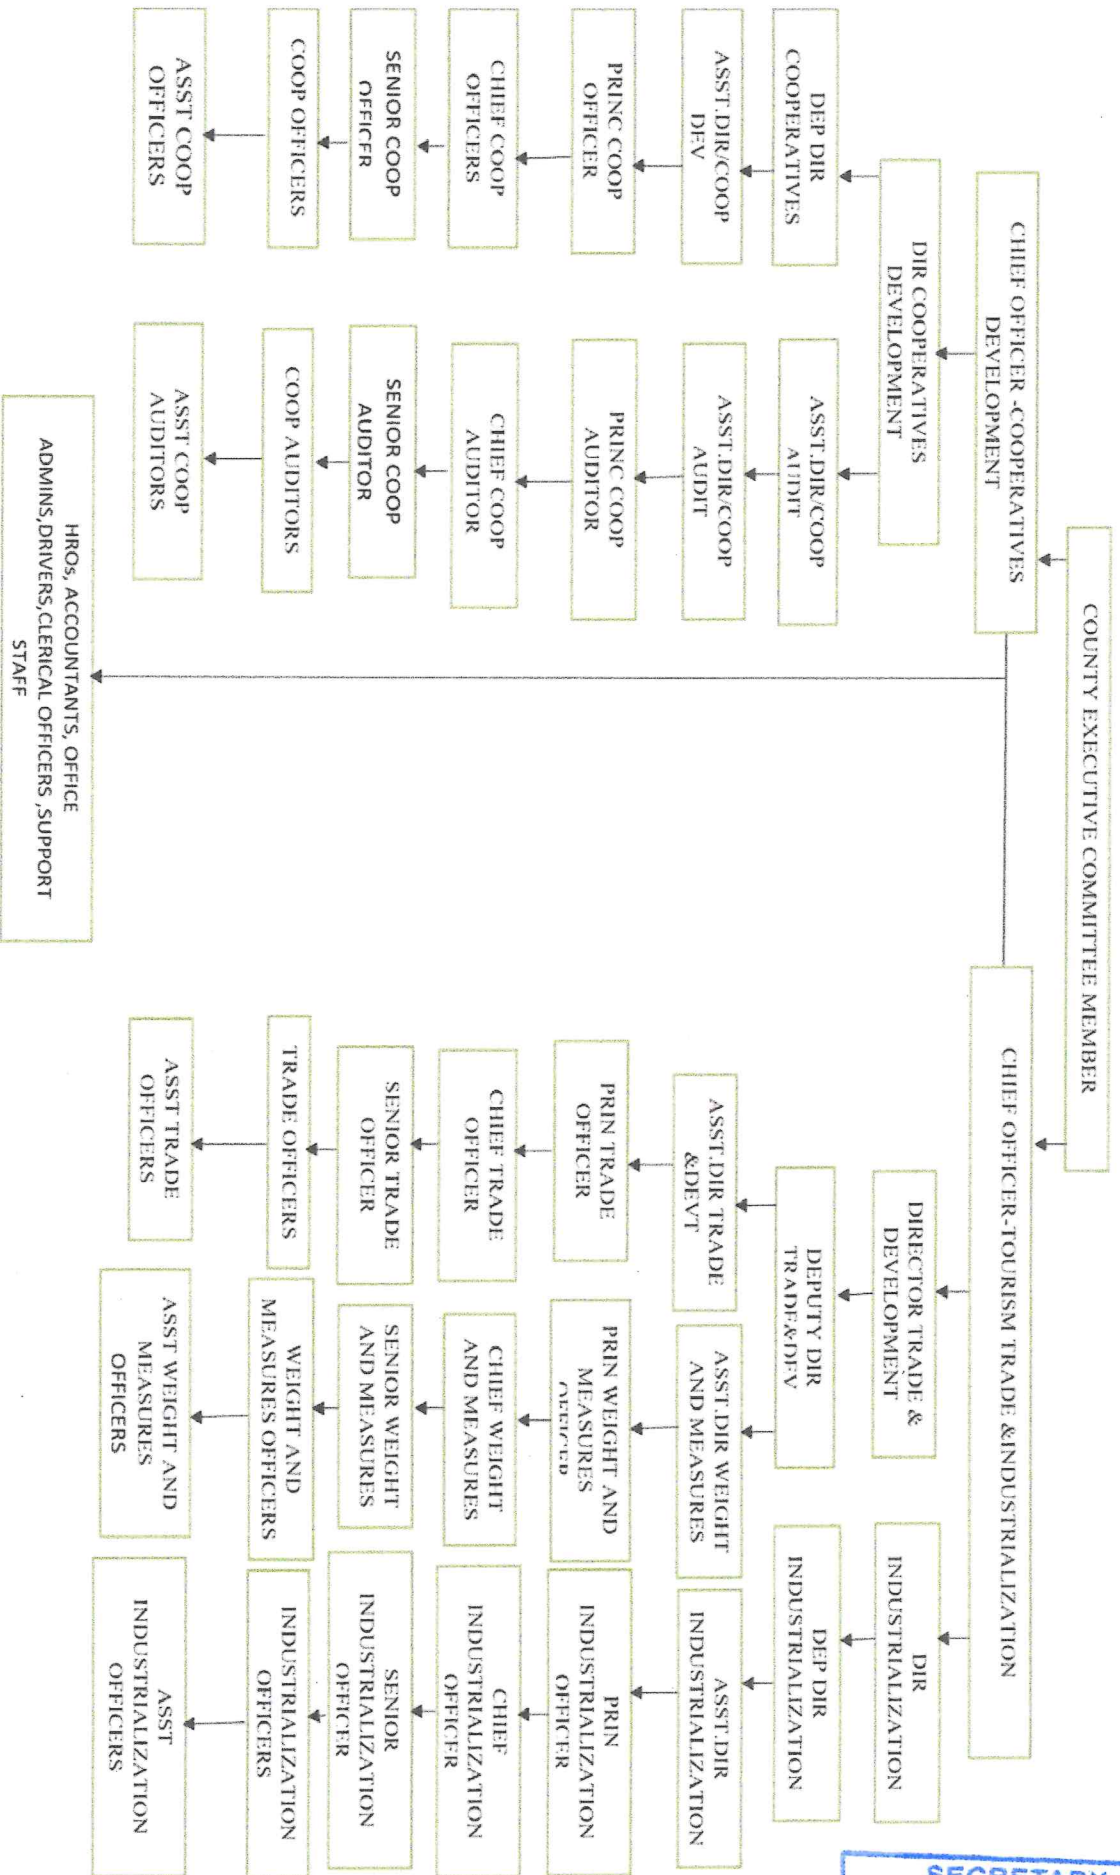 COUNTY EXECUTIVE COMMITTEE MEMBER
CHIEF OFFICER -COOPERATIVES
DEVELOPMENT
CHIEF OFFICER-TOURISM TRADE &INDUSTRIALIZATION
DIR COOPERATIVES
DEVELOPMENT
DIRECTOR TRADE &
DEVELOPMENT
DIR
INDUSTRIALIZATION
DEP DIR
COOPERATIVES
ASST.DIR/COOP
AUDIT
DEPUTY DIR
TRADE&DEV
DEP DIR
INDUSTRIALIZATION
ASST.DIR/COOP
DEV
ASST.DIR/COOP
AUDIT
ASST.DIR TRADE
&DEVT
ASST.DIR WEIGHT
AND MEASURES
ASST.DIR
INDUSTRIALIZATION
PRINC COOP
OFFICER
PRINC COOP
AUDITOR
PRIN TRADE
OFFICER
PRIN WEIGHT AND
MEASURES
OFFICER
PRIN
INDUSTRIALIZATION
OFFICER
CHIEF COOP
OFFICERS
CHIEF COOP
AUDITOR
CHIEF TRADE
OFFICER
CHIEF WEIGHT
AND MEASURES
CHIEF
INDUSTRIALIZATION
OFFICER
SENIOR COOP
OFFICER
SENIOR COOP
AUDITOR
SENIOR TRADE
OFFICER
SENIOR WEIGHT
AND MEASURES
SENIOR
INDUSTRIALIZATION
OFFICER
COOP OFFICERS
COOP AUDITORS
TRADE OFFICERS
WEIGHT AND
MEASURES OFFICERS
INDUSTRIALIZATION
OFFICERS
ASST COOP
OFFICERS
ASST COOP
AUDITORS
ASST TRADE
OFFICERS
ASST WEIGHT AND
MEASURES
OFFICERS
ASST
INDUSTRIALIZATION
OFFICERS
HROs, ACCOUNTANTS, OFFICE
ADMINS,DRIVERS,CLERICAL OFFICERS ,SUPPORT
STAFF